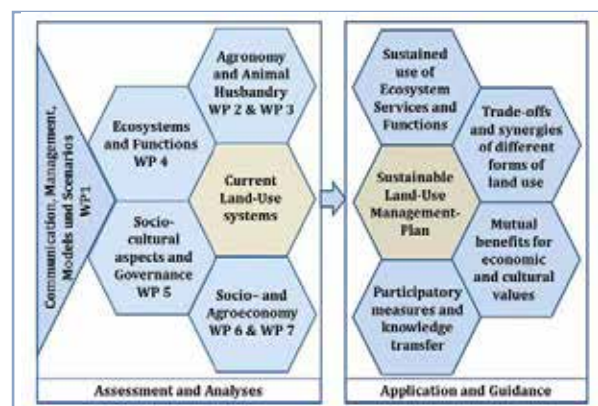 Communication, Management,
Models and Scenarios
WP1
Agronomy
and Animal
Husbandry
WP 2 & WP 3
Ecosystems
and Functions
WP 4
Current
Land-Use
systems
Socio-
cultural
aspects and
Governance
WP 5
Socio– and
Agroeconomy
WP 6 & WP 7
Assessment and Analyses
Sustained
use of
Ecosystem
Services and
Functions
Trade-offs
and synergies
of different
forms of
land use
Sustainable
Land-Use
Management-
Plan
Mutual
benefits for
economic
and cultural
values
Participatory
measures and
knowledge
transfer
Application and Guidance